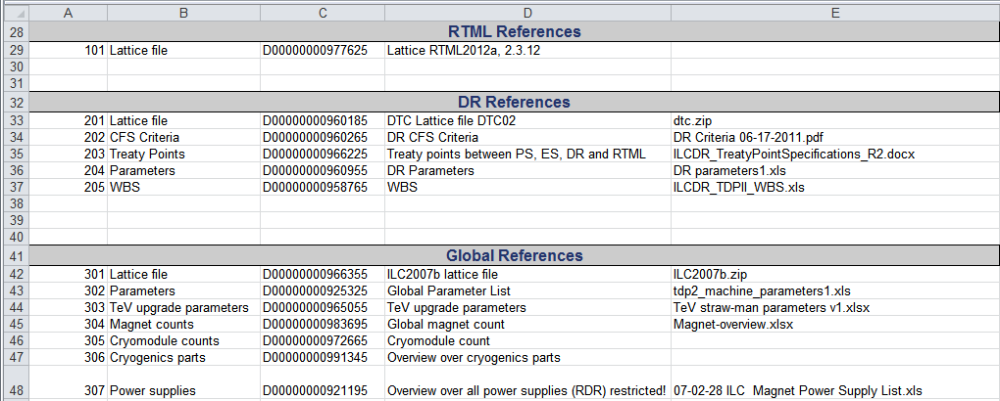 A B C D E
28 RTML References
29 101 Lattice file D00000000977625 Lattice RTML2012a, 2.3.12
30
31
32 DR References
33 201 Lattice file D00000000960185 DTC Lattice file DTC02 dtc.zip
34 202 CFS Criteria D00000000960265 DR CFS Criteria DR Criteria 06-17-2011.pdf
35 203 Treaty Points D00000000966225 Treaty points between PS, ES, DR and RTML ILCDR_TreatyPointSpecifications_R2.docx
36 204 Parameters D00000000960955 DR Parameters DR parameters1.xls
37 205 WBS D00000000958765 WBS ILCDR_TDPII_WBS.xls
38
39
40
41 Global References
42 301 Lattice file D00000000966355 ILC2007b lattice file ILC2007b.zip
43 302 Parameters D00000000925325 Global Parameter List tdp2_machine_parameters1.xls
44 303 TeV upgrade parameters D00000000965055 TeV upgrade parameters TeV straw-man parameters v1.xlsx
45 304 Magnet counts D00000000983695 Global magnet count Magnet-overview.xlsx
46 305 Cryomodule counts D00000000972665 Cryomodule count
47 306 Cryogenics parts D00000000991345 Overview over cryogenics parts
48 307 Power supplies D00000000921195 Overview over all power supplies (RDR) restricted! 07-02-28 ILC Magnet Power Supply List.xls